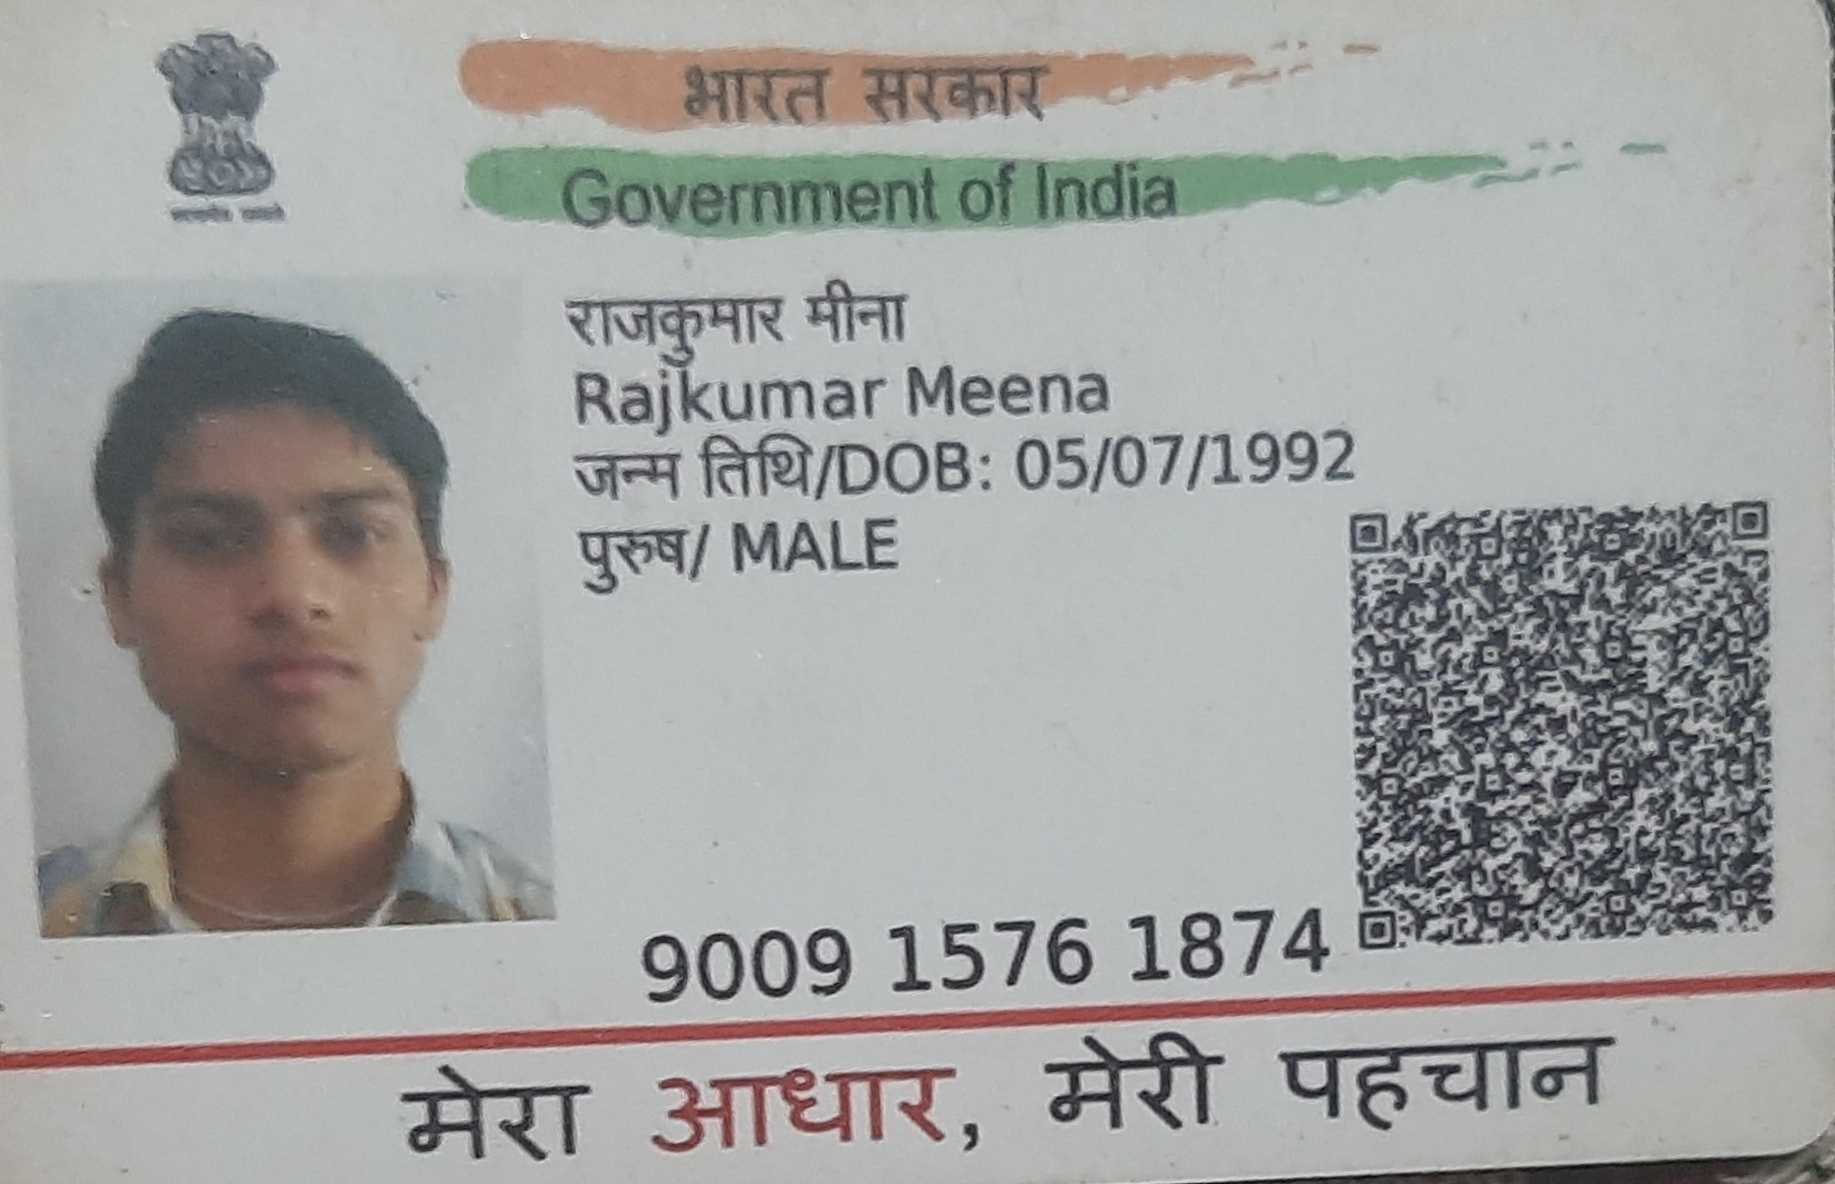 भारत सरकार
Government of India
राजकुमार मीना
Rajkumar Meena
जन्म तिथि/DOB: 05/07/1992
पुरुष/ MALE
9009 1576 1874
मेरा आधार, मेरी पहचान